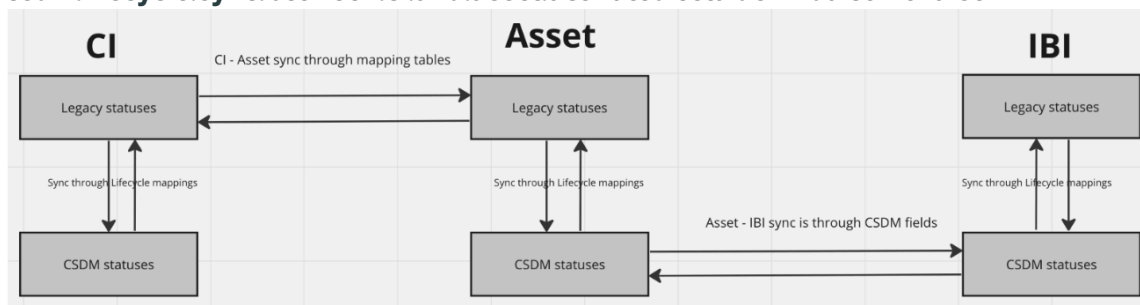 CI
Asset
IBI
CI - Asset sync through mapping tables
Legacy statuses
Legacy statuses
Legacy statuses
Sync through Lifecycle mappings
Sync through Lifecycle mappings
Sync through Lifecycle mappings
Asset - IBI sync is through CSDM fields
CSDM statuses
CSDM statuses
CSDM statuses